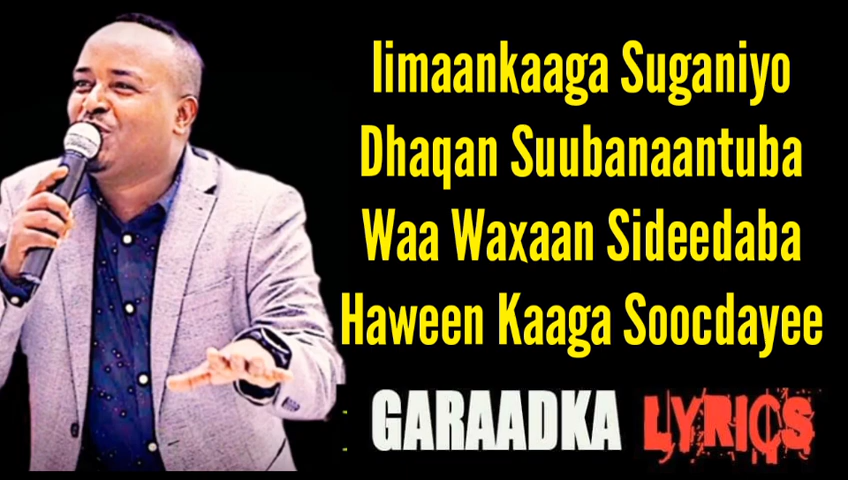 Iimaankaaga Suganiyo
Dhaqan Suubanaantuba
Waa Waxaan Sideedaba
Haween Kaaga Soocdayee
GARAADKA LYRICS